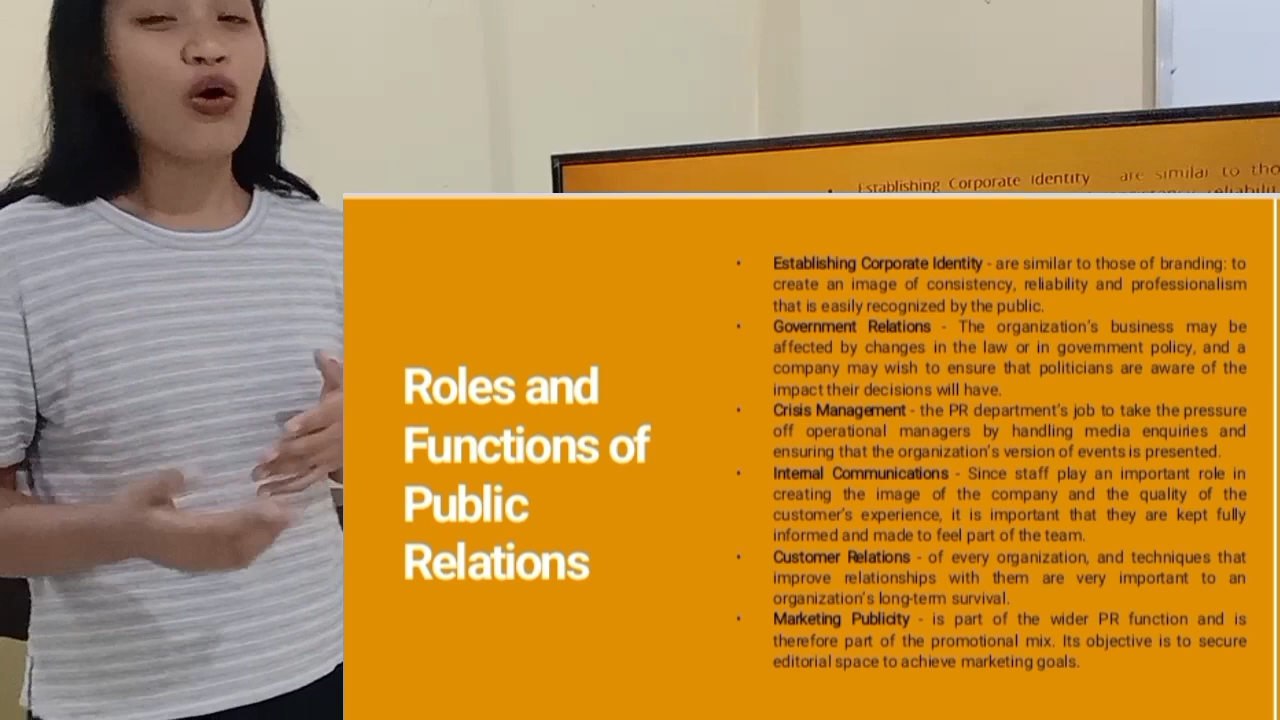 Establishing Corporate Identity - are similar to tho
Roles and
Functions of
Public
Relations
• Establishing Corporate Identity - are similar to those of branding: to
create an image of consistency, reliability and professionalism
that is easily recognized by the public.
• Government Relations - The organization's business may be
affected by changes in the law or in government policy, and a
company may wish to ensure that politicians are aware of the
impact their decisions will have.
• Crisis Management - the PR department's job to take the pressure
off operational managers by handling media enquiries and
ensuring that the organization's version of events is presented.
• Internal Communications - Since staff play an important role in
creating the image of the company and the quality of the
customer's experience, it is important that they are kept fully
informed and made to feel part of the team.
• Customer Relations - of every organization, and techniques that
improve relationships with them are very important to an
organization's long-term survival.
• Marketing Publicity - is part of the wider PR function and is
therefore part of the promotional mix. Its objective is to secure
editorial space to achieve marketing goals.